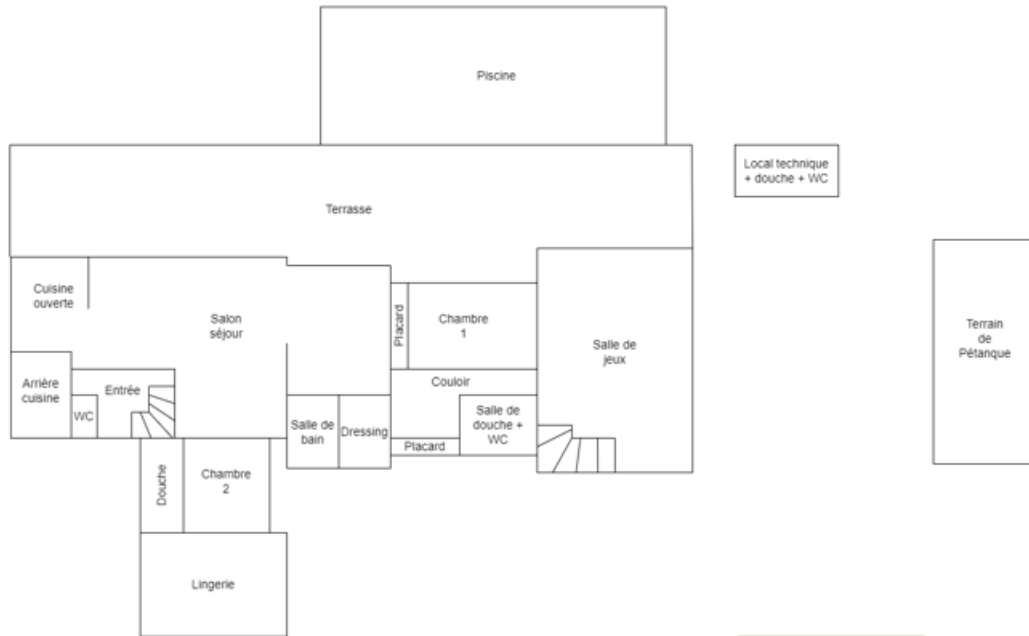 Piscine
Local technique
+ douche + WC
Terrasse
Cuisine
ouverte
Salon
séjour
Placard
Chambre
1
Salle de
jeux
Terrain
de
Pétanque
Arrière
cuisine
Entrée
WC
Couloir
Salle de
bain
Dressing
Salle de
douche +
WC
Placard
Douche
Chambre
2
Lingerie